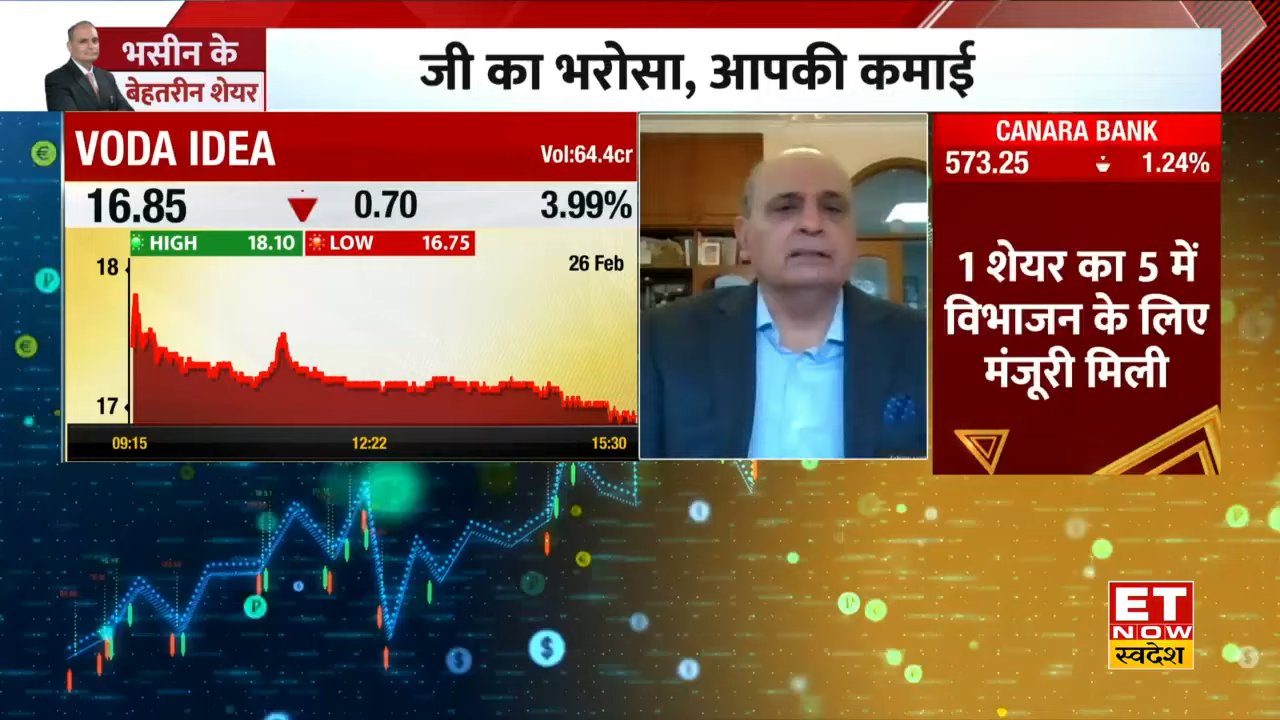 भसीन के
बेहतरीन शेयर
जी का भरोसा, आपकी कमाई
VODA IDEA
Vol:64.4cr
16.85 0.70 3.99%
HIGH 18.10 LOW 16.75
26 Feb
18
17
09:15 12:22 15:30
CANARA BANK
573.25 1.24%
1 शेयर का 5 में
विभाजन के लिए
मंजूरी मिली
ET
NOW
स्वदेश